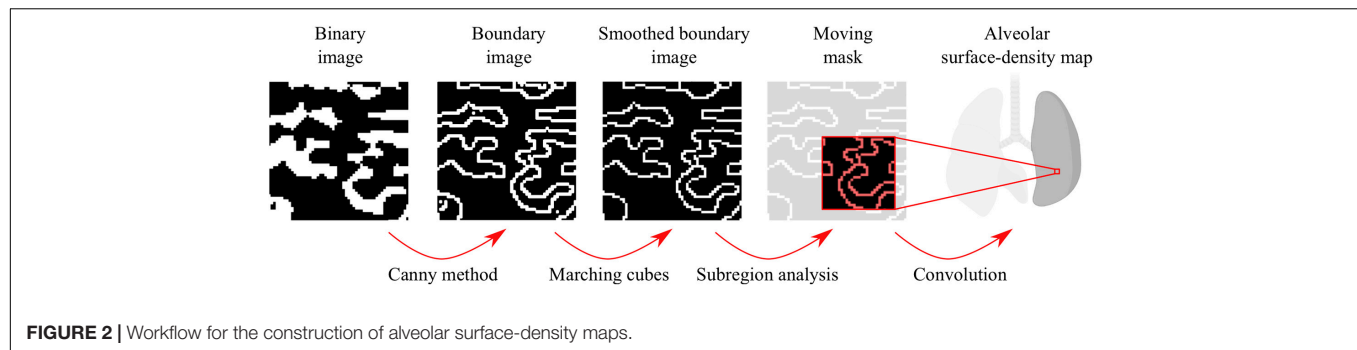 Binary
image
Boundary
image
Smoothed boundary
image
Moving
mask
Alveolar
surface-density map
Canny method
Marching cubes
Subregion analysis
Convolution
FIGURE 2 | Workflow for the construction of alveolar surface-density maps.